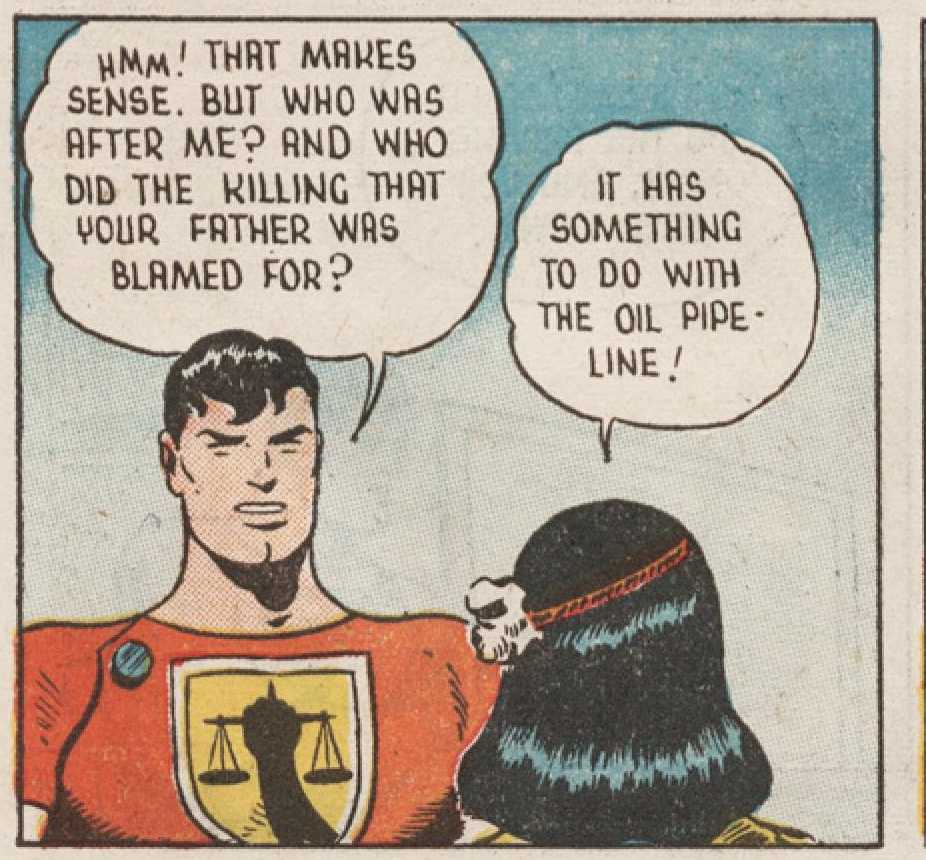 HMM! THAT MAKES
SENSE. BUT WHO WAS
AFTER ME? AND WHO
DID THE KILLING THAT
YOUR FATHER WAS
BLAMED FOR?
IT HAS
SOMETHING
TO DO WITH
THE OIL PIPE-
LINE!